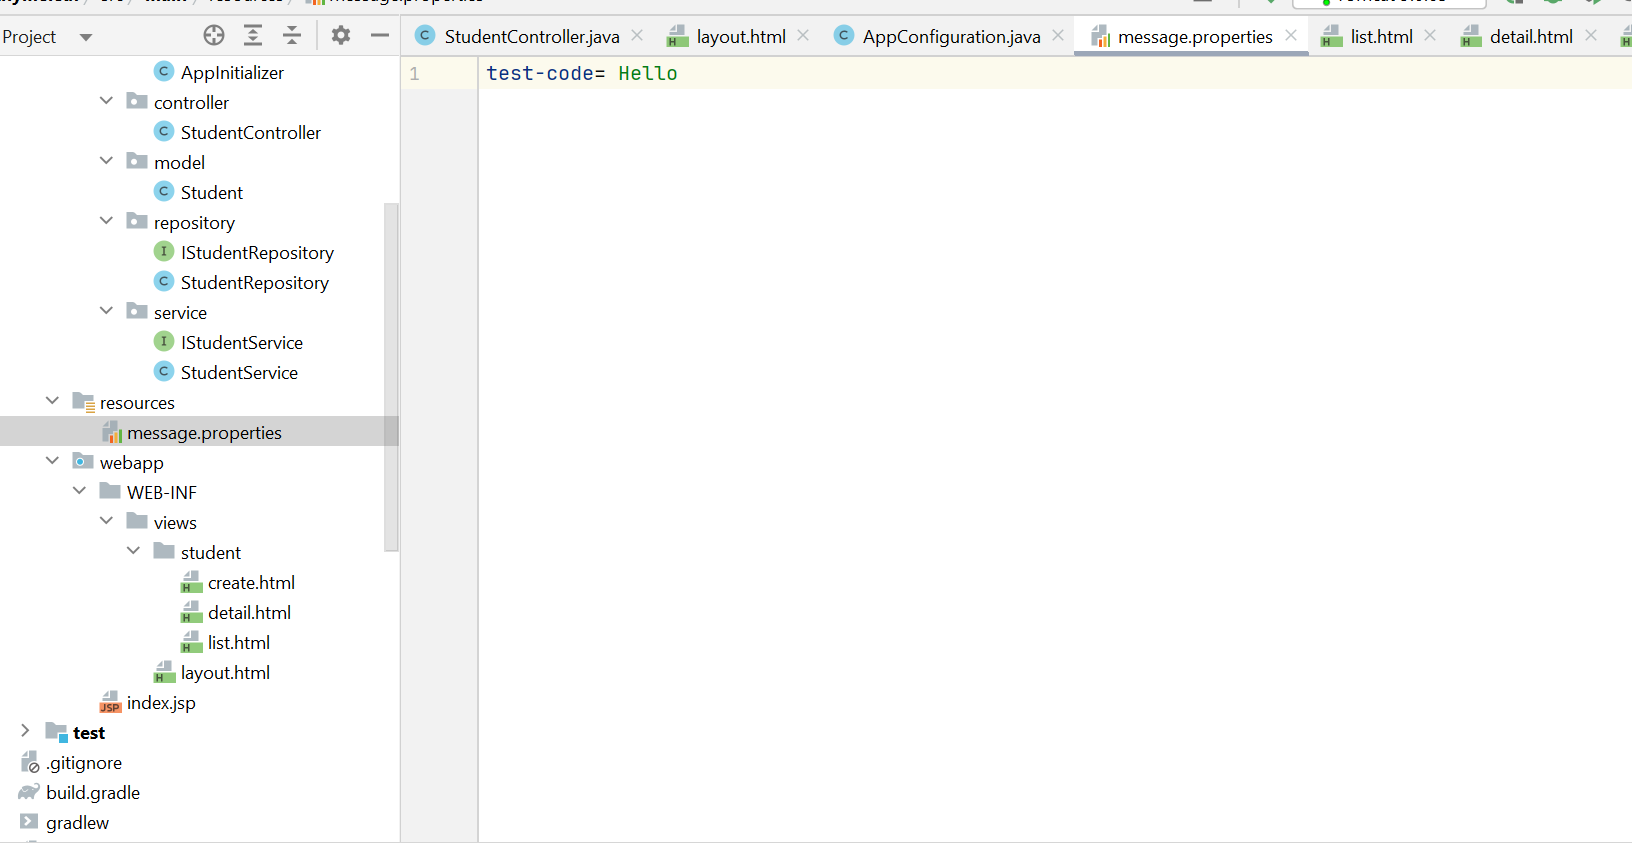 Project
StudentController.java
layout.html
AppConfiguration.java
message.properties
list.html
detail.html
1
test-code= Hello
AppInitializer
controller
StudentController
model
Student
repository
IStudentRepository
StudentRepository
service
IStudentService
StudentService
resources
message.properties
webapp
WEB-INF
views
student
create.html
detail.html
list.html
layout.html
index.jsp
test
.gitignore
build.gradle
gradlew